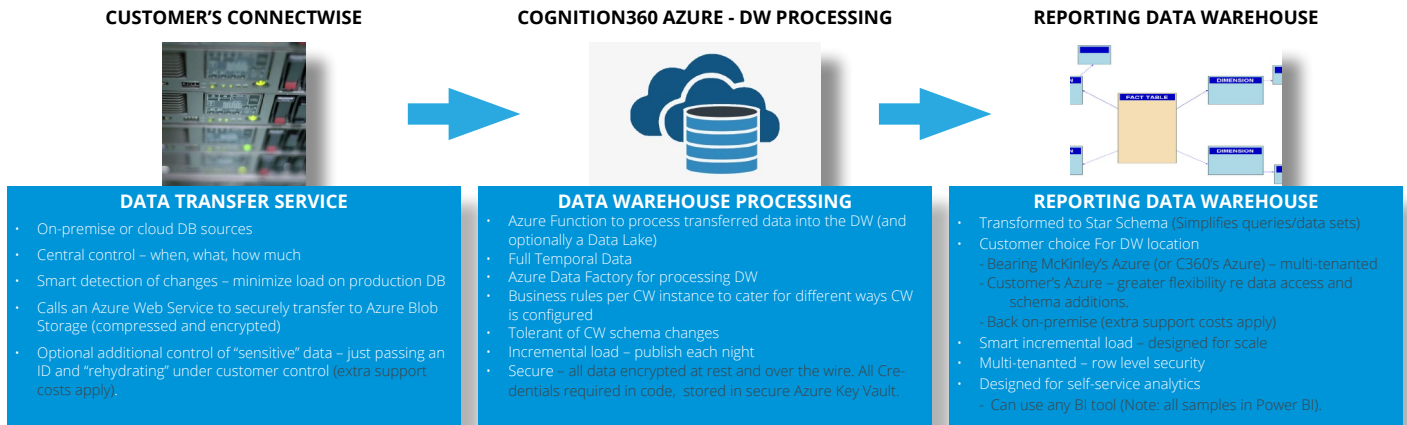 CUSTOMER'S CONNECTWISE
COGNITION360 AZURE - DW PROCESSING
REPORTING DATA WAREHOUSE
FACT TABLE
DIMENSION
DIMENSION
DATA TRANSFER SERVICE
• On-premise or cloud DB sources
• Central control – when, what, how much
• Smart detection of changes – minimize load on production DB
• Calls an Azure Web Service to securely transfer to Azure Blob
Storage (compressed and encrypted)
• Optional additional control of “sensitive” data – just passing an
ID and “rehydrating” under customer control (extra support
costs apply).
DATA WAREHOUSE PROCESSING
• Azure Function to process transferred data into the DW (and
optionally a Data Lake)
• Full Temporal Data
• Azure Data Factory for processing DW
• Business rules per CW instance to cater for different ways CW
is configured
• Tolerant of CW schema changes
• Incremental load – publish each night
• Secure – all data encrypted at rest and over the wire. All Cre-
dentials required in code, stored in secure Azure Key Vault.
REPORTING DATA WAREHOUSE
• Transformed to Star Schema (Simplifies queries/data sets)
• Customer choice For DW location
- Bearing McKinley's Azure (or C360's Azure) – multi-tenanted
- Customer's Azure – greater flexibility re data access and
schema additions.
- Back on-premise (extra support costs apply)
• Smart incremental load – designed for scale
• Multi-tenanted – row level security
• Designed for self-service analytics
- Can use any BI tool (Note: all samples in Power BI).